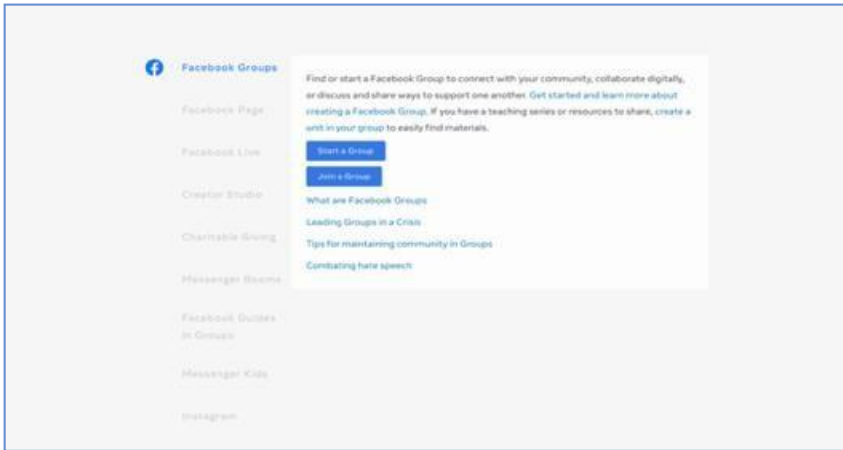 Facebook Groups
Facebook Page
Facebook Live
Creator Studio
Charitable Giving
Messenger Rooms
Facebook Guides
in Groups
Messenger Kids
Instagram
Find or start a Facebook Group to connect with your community, collaborate digitally,
or discuss and share ways to support one another. Get started and learn more about
creating a Facebook Group. If you have a teaching series or resources to share, create a
unit in your group to easily find materials.
Start a Group
Join a Group
What are Facebook Groups
Leading Groups in a Crisis
Tips for maintaining community in Groups
Combating hate speech